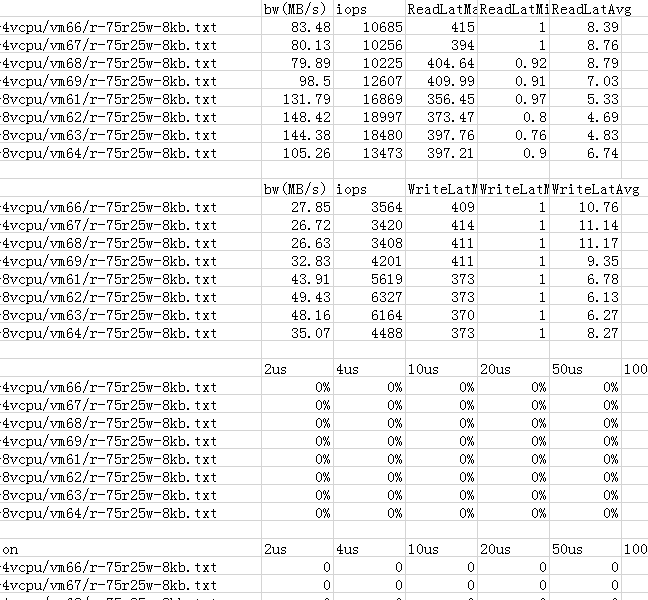 bw(MB/s) iops ReadLatMa ReadLatMi ReadLatAvg
4vcpu/vm66/r-75r25w-8kb.txt 83.48 10685 415 1 8.39
4vcpu/vm67/r-75r25w-8kb.txt 80.13 10256 394 1 8.76
4vcpu/vm68/r-75r25w-8kb.txt 79.89 10225 404.64 0.92 8.79
4vcpu/vm69/r-75r25w-8kb.txt 98.5 12607 409.99 0.91 7.03
8vcpu/vm61/r-75r25w-8kb.txt 131.79 16869 356.45 0.97 5.33
8vcpu/vm62/r-75r25w-8kb.txt 148.42 18997 373.47 0.8 4.69
8vcpu/vm63/r-75r25w-8kb.txt 144.38 18480 397.76 0.76 4.83
8vcpu/vm64/r-75r25w-8kb.txt 105.26 13473 397.21 0.9 6.74
bw(MB/s) iops WriteLatM WriteLatM WriteLatAvg
4vcpu/vm66/r-75r25w-8kb.txt 27.85 3564 409 1 10.76
4vcpu/vm67/r-75r25w-8kb.txt 26.72 3420 414 1 11.14
4vcpu/vm68/r-75r25w-8kb.txt 26.63 3408 411 1 11.17
4vcpu/vm69/r-75r25w-8kb.txt 32.83 4201 411 1 9.35
8vcpu/vm61/r-75r25w-8kb.txt 43.91 5619 373 1 6.78
8vcpu/vm62/r-75r25w-8kb.txt 49.43 6327 373 1 6.13
8vcpu/vm63/r-75r25w-8kb.txt 48.16 6164 370 1 6.27
8vcpu/vm64/r-75r25w-8kb.txt 35.07 4488 373 1 8.27
2us 4us 10us 20us 50us 100
4vcpu/vm66/r-75r25w-8kb.txt 0% 0% 0% 0% 0%
4vcpu/vm67/r-75r25w-8kb.txt 0% 0% 0% 0% 0%
4vcpu/vm68/r-75r25w-8kb.txt 0% 0% 0% 0% 0%
4vcpu/vm69/r-75r25w-8kb.txt 0% 0% 0% 0% 0%
8vcpu/vm61/r-75r25w-8kb.txt 0% 0% 0% 0% 0%
8vcpu/vm62/r-75r25w-8kb.txt 0% 0% 0% 0% 0%
8vcpu/vm63/r-75r25w-8kb.txt 0% 0% 0% 0% 0%
8vcpu/vm64/r-75r25w-8kb.txt 0% 0% 0% 0% 0%
on 2us 4us 10us 20us 50us 100
4vcpu/vm66/r-75r25w-8kb.txt 0 0 0 0 0
4vcpu/vm67/r-75r25w-8kb.txt 0 0 0 0 0